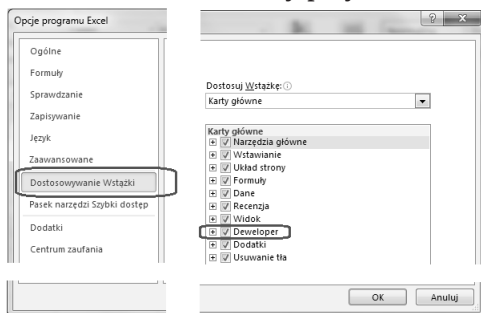 Opcje programu Excel
Ogólne
Formuły
Sprawdzanie
Zapisywanie
Język
Zaawansowane
Dostosowywanie Wstążki
Pasek narzędzi Szybki dostęp
Dodatki
Centrum zaufania
Dostosuj Wstążkę:
Karty główne
Karty główne
Narzędzia główne
Wstawianie
Układ strony
Formuły
Dane
Recenzja
Widok
Deweloper
Dodatki
Usuwanie tła
OK Anuluj